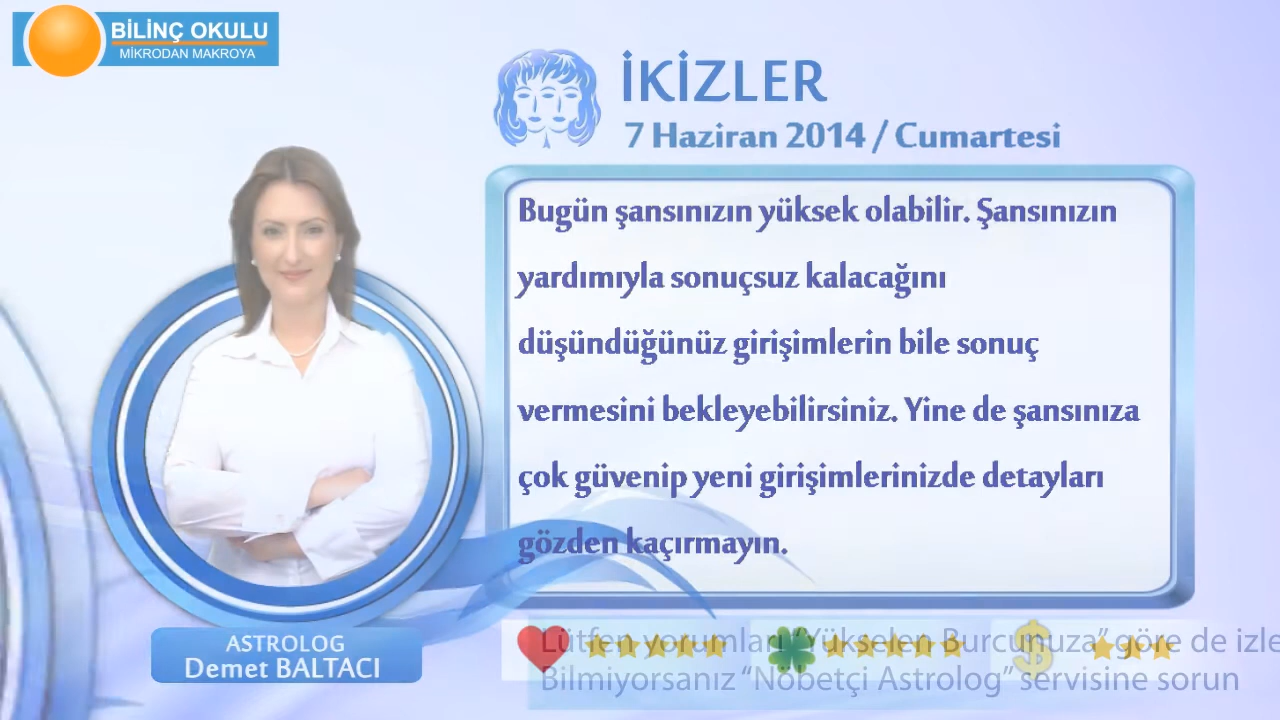 BİLİNÇ OKULU
MİKRODAN MAKROYA
İKİZLER
7 Haziran 2014 / Cumartesi
Bugün şansınızın yüksek olabilir. Şansınızın
yardımıyla sonuçsuz kalacağını
düşündüğünüz girişimlerin bile sonuç
vermesini bekleyebilirsiniz. Yine de şansınıza
çok güvenip yeni girişimlerinizde detayları
gözden kaçırmayın.
ASTROLOG
Demet BALTACI
Lütfen yorumları "Yükselen Burcunuza" göre de izle
Bilmiyorsanız "Nöbetçi Astrolog" servisine sorun